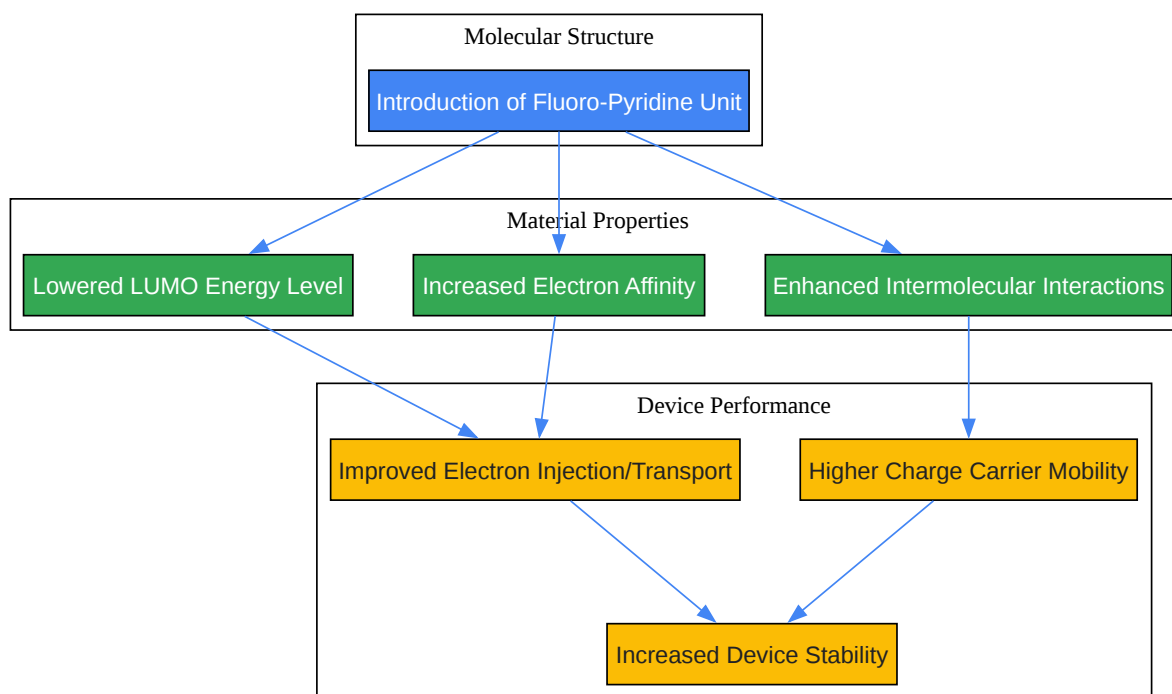 Molecular Structure
Introduction of Fluoro-Pyridine Unit
Material Properties
Lowered LUMO Energy Level
Increased Electron Affinity
Enhanced Intermolecular Interactions
Device Performance
Improved Electron Injection/Transport
Higher Charge Carrier Mobility
Increased Device Stability